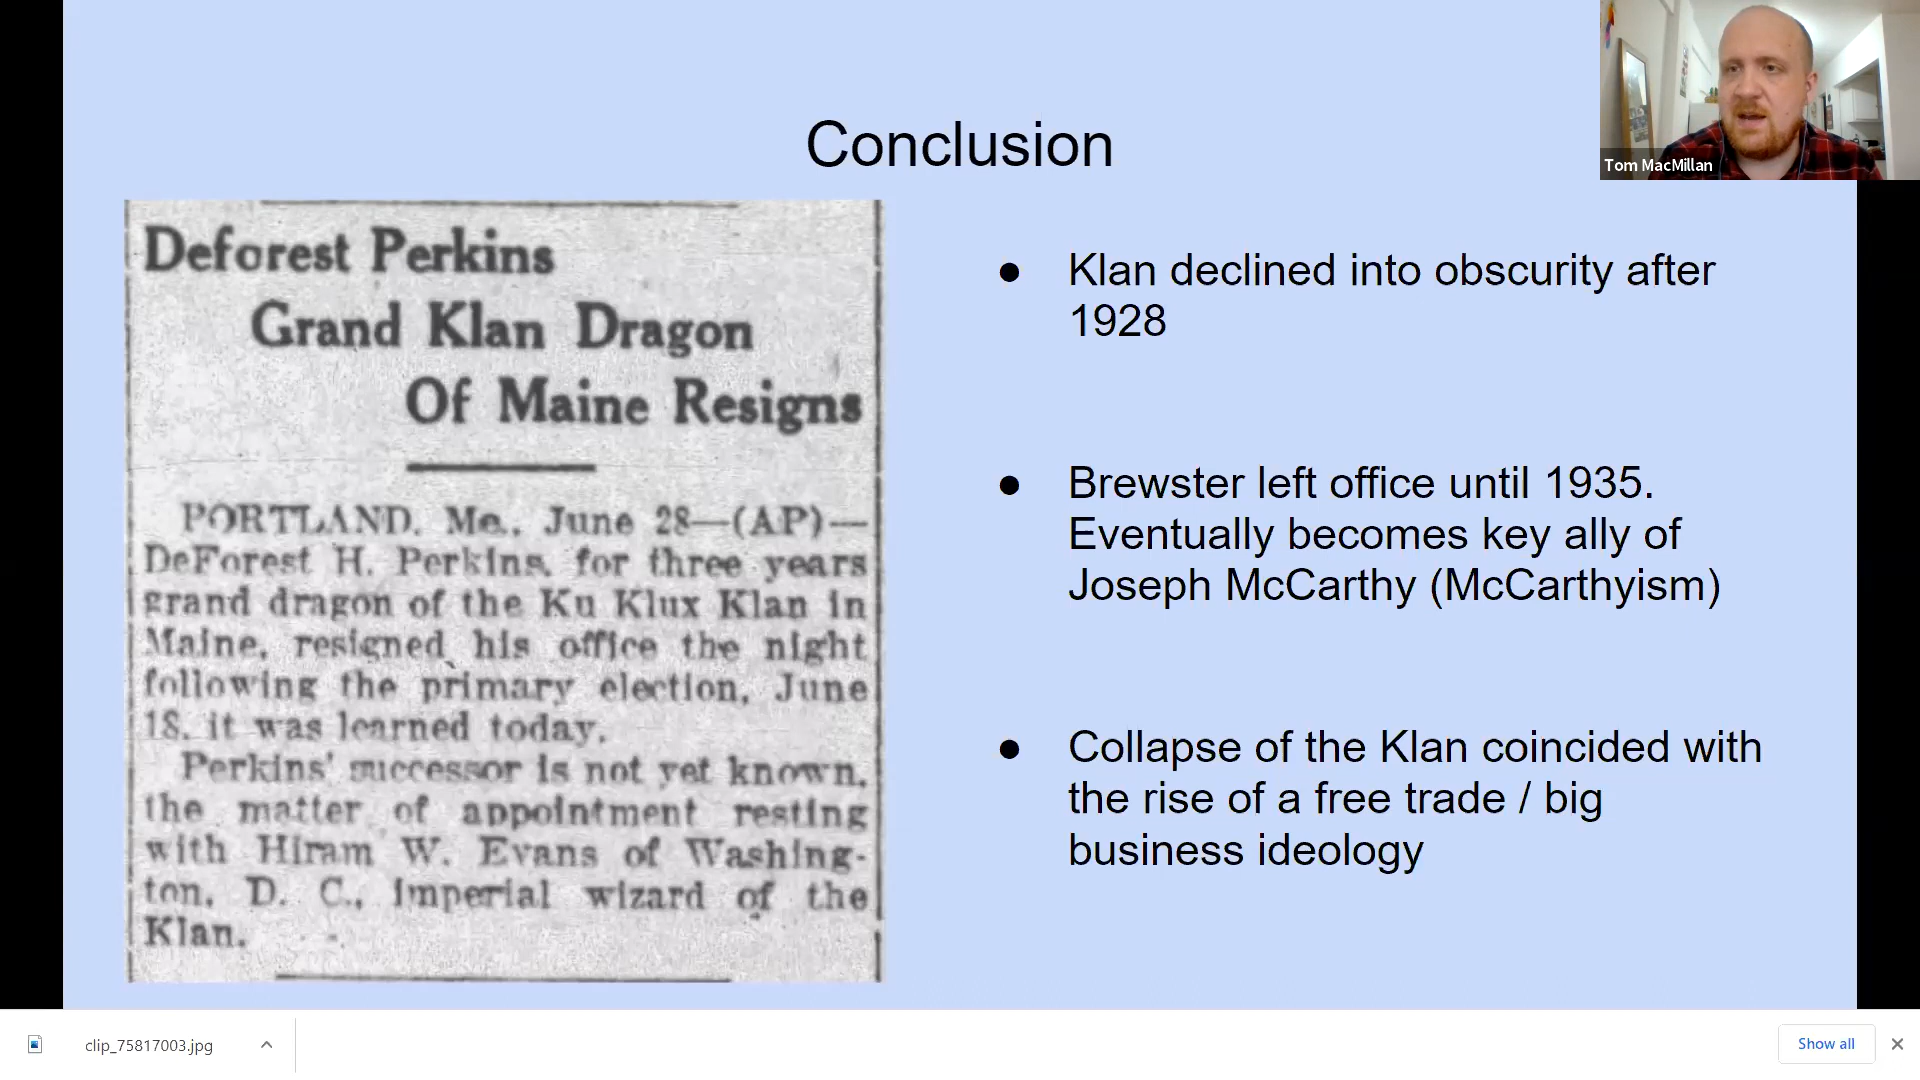 Conclusion
Tom MacMillan
Deforest Perkins
Grand Klan Dragon
Of Maine Resigns
PORTLAND, Me., June 28—(AP)—
DeForest H. Perkins, for three years
grand dragon of the Ku Klux Klan in
Maine, resigned his office the night
following the primary election, June
18, it was learned today.
Perkins' successor is not yet known,
the matter of appointment resting
with Hiram W. Evans of Washing-
ton, D. C., imperial wizard of the
Klan.
● Klan declined into obscurity after
1928
● Brewster left office until 1935.
Eventually becomes key ally of
Joseph McCarthy (McCarthyism)
● Collapse of the Klan coincided with
the rise of a free trade / big
business ideology
clip_75817003.jpg
Show all